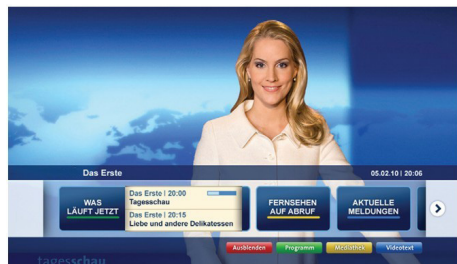 Das Erste
05.02.10 | 20:06
WAS
LÄUFT JETZT
Das Erste | 20:00
Tagesschau
Das Erste | 20:15
Liebe und andere Delikatessen
FERNSEHEN
AUF ABRUF
AKTUELLE
MELDUNGEN
Ausblenden
Programm
Mediathek
Videotext
tagesschau